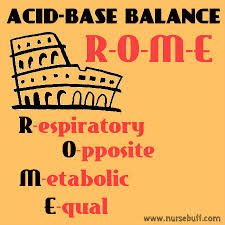 ACID-BASE BALANCE
R-O-M-E
R-espiratory
O-pposite
M-etabolic
E-qual
www.nursebuff.com